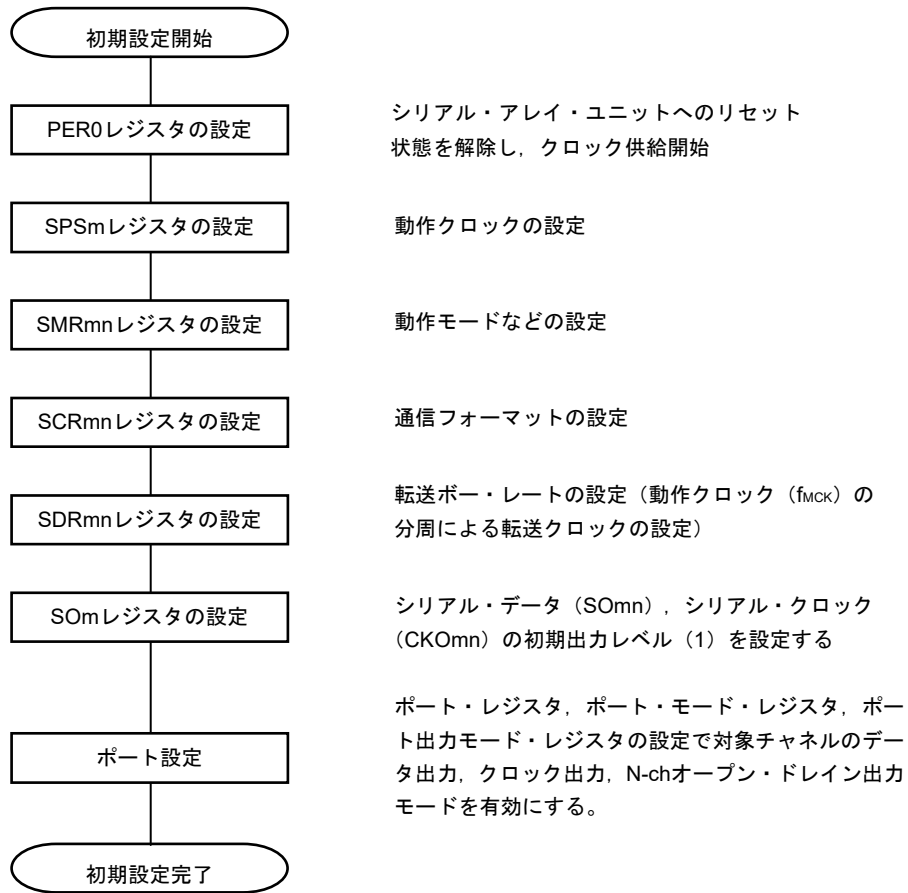 初期設定開始
PER0レジスタの設定
シリアル・アレイ・ユニットへのリセット
状態を解除し，クロック供給開始
SPSmレジスタの設定
動作クロックの設定
SMRmnレジスタの設定
動作モードなどの設定
SCRmnレジスタの設定
通信フォーマットの設定
SDRmnレジスタの設定
転送ボー・レートの設定（動作クロック（fMCK）の
分周による転送クロックの設定）
SOmレジスタの設定
シリアル・データ（SOmn），シリアル・クロック
（CKOmn）の初期出力レベル（1）を設定する
ポート設定
ポート・レジスタ，ポート・モード・レジスタ，ポー
ト出力モード・レジスタの設定で対象チャネルのデー
タ出力，クロック出力，N-chオープン・ドレイン出力
モードを有効にする。
初期設定完了